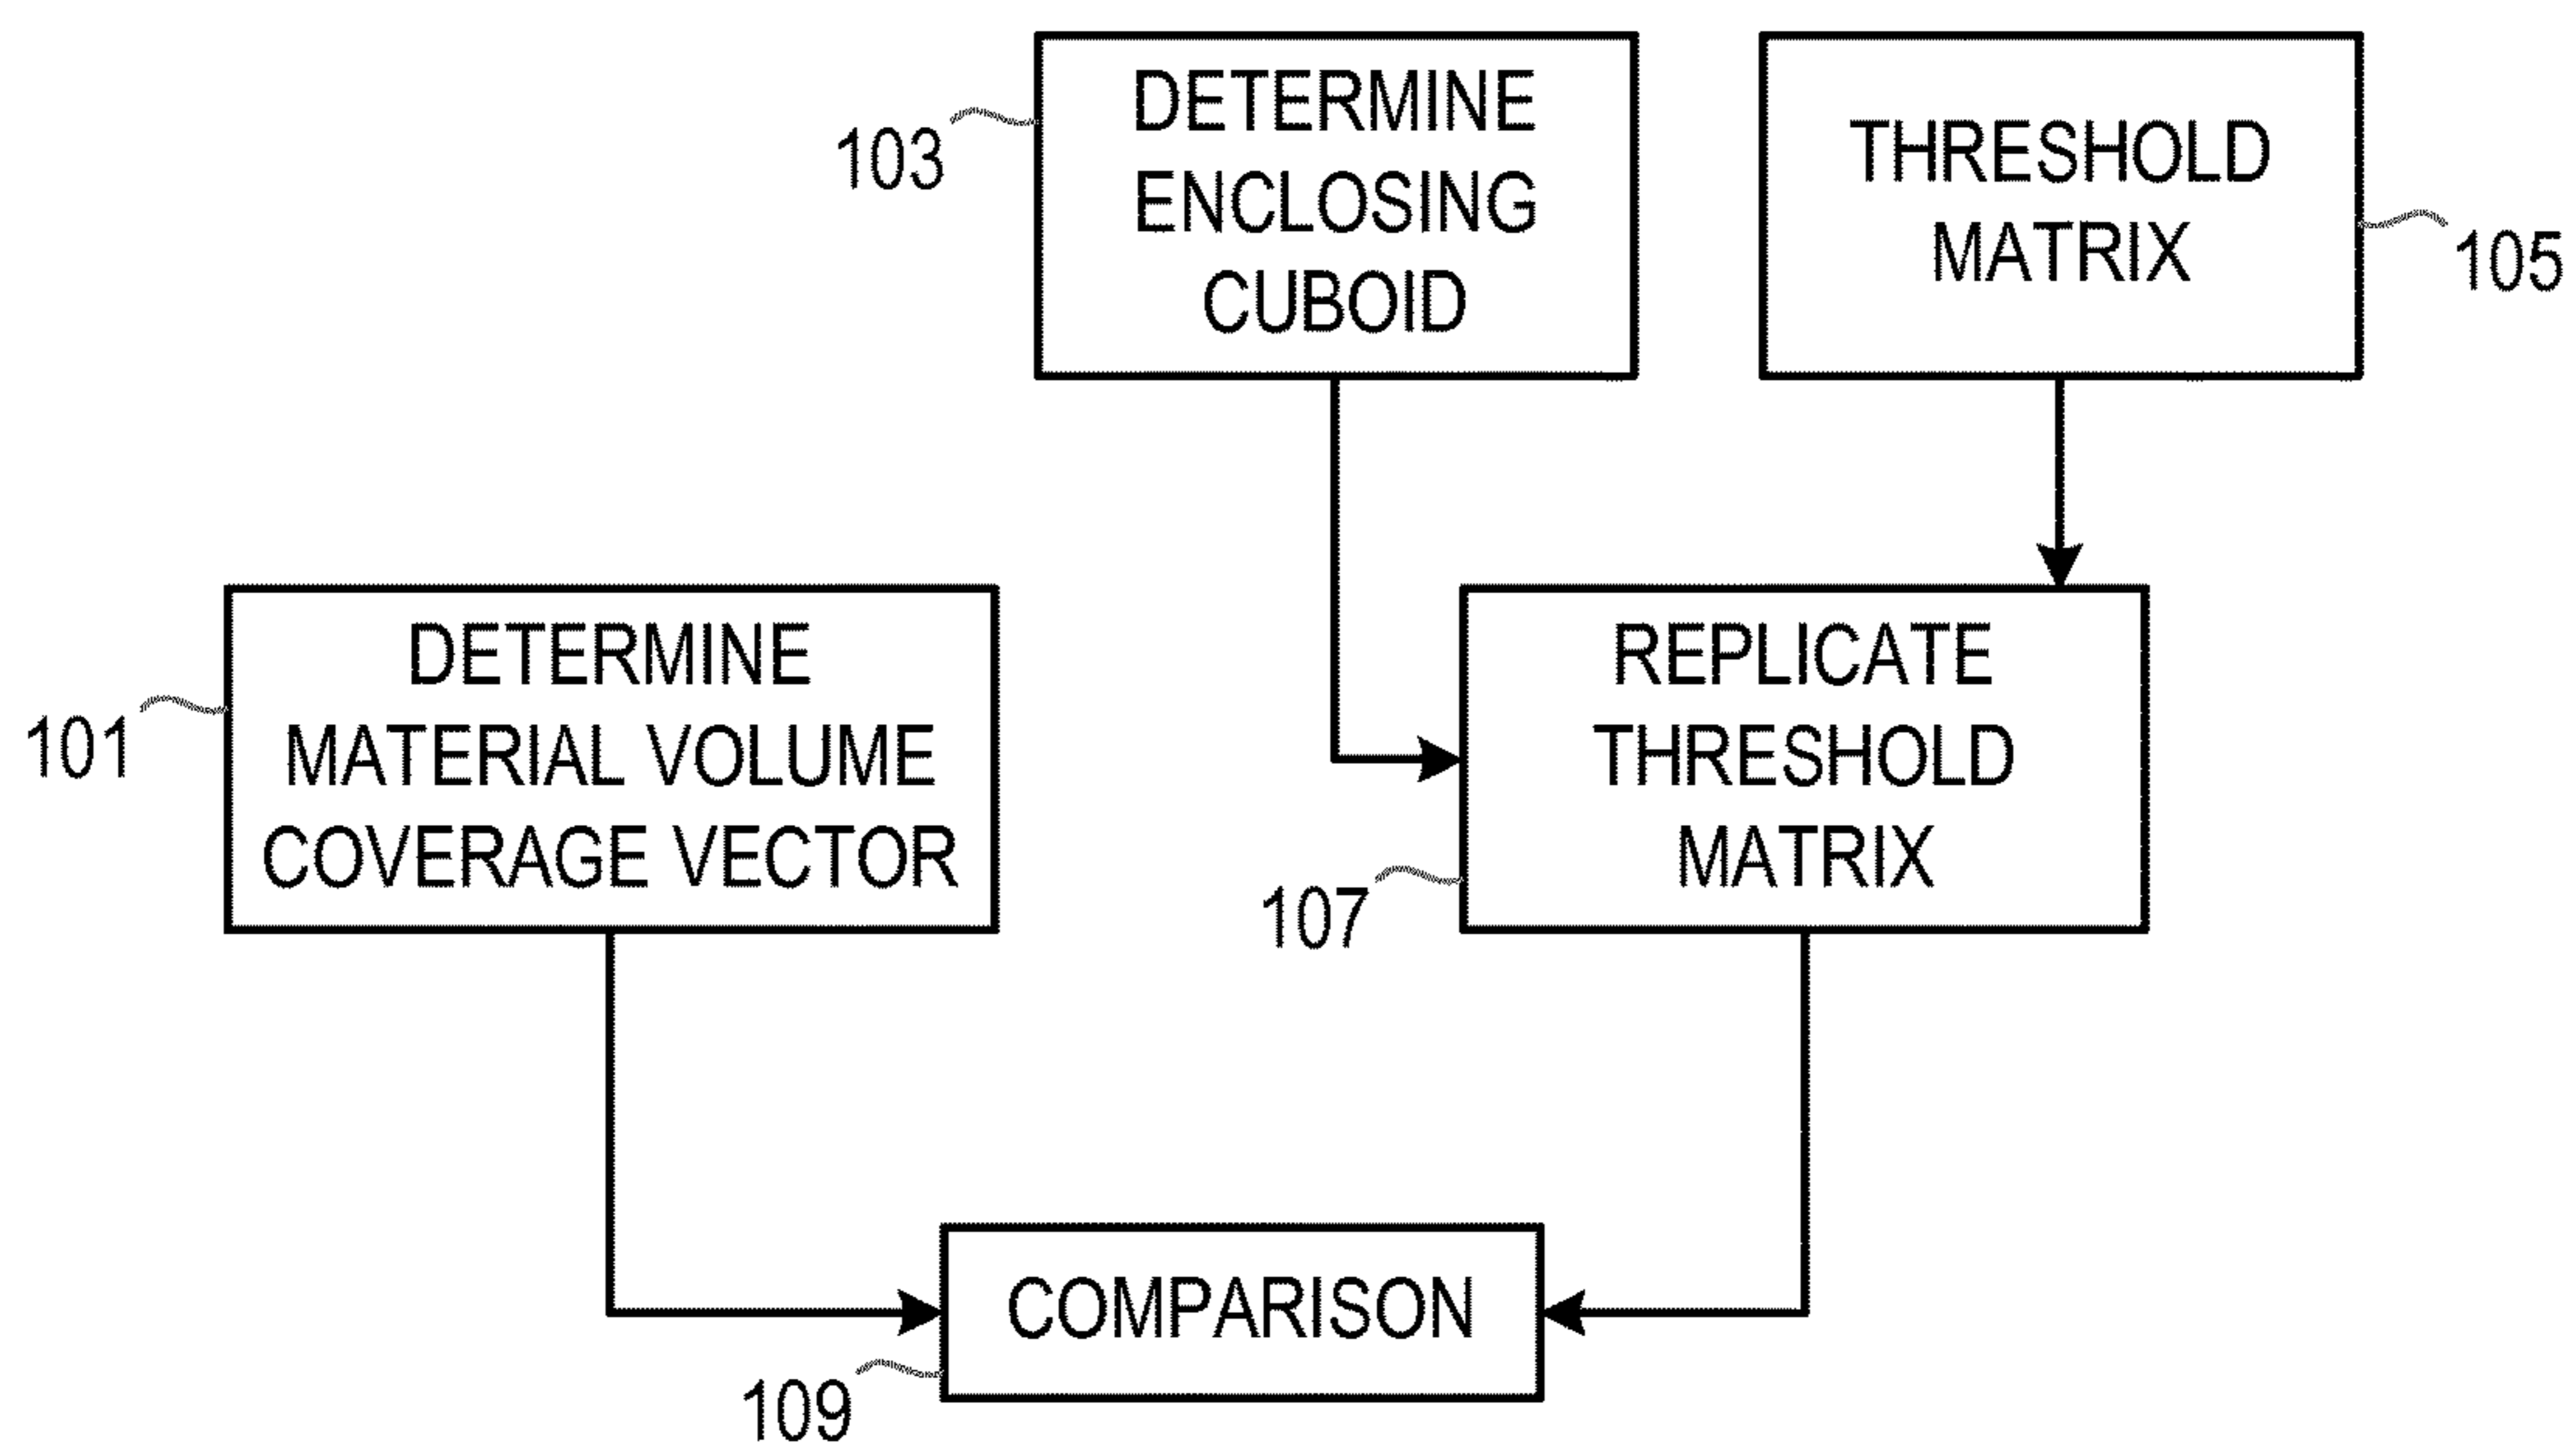 103
DETERMINE
ENCLOSING
CUBOID
THRESHOLD
MATRIX
105
101
DETERMINE
MATERIAL VOLUME
COVERAGE VECTOR
107
REPLICATE
THRESHOLD
MATRIX
109
COMPARISON